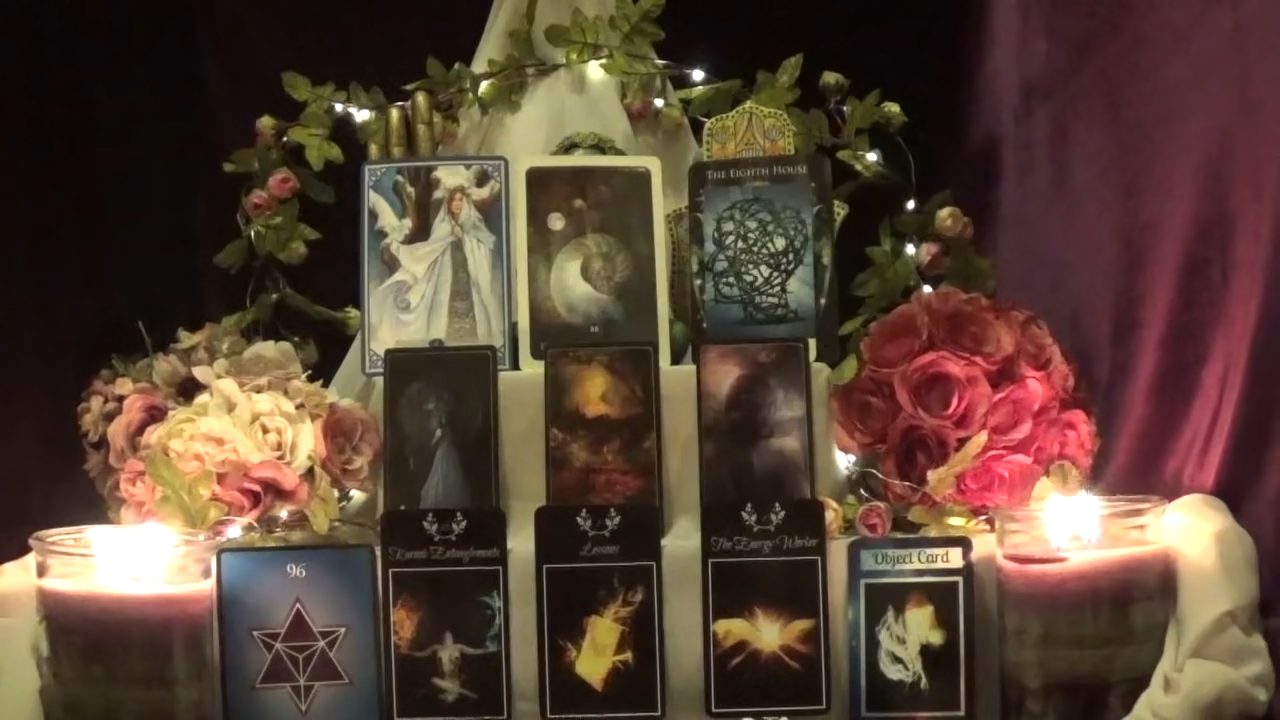 THE EIGHTH HOUSE
Karmic Entanglements
Lessons
The Energy Worker
Object Card
96